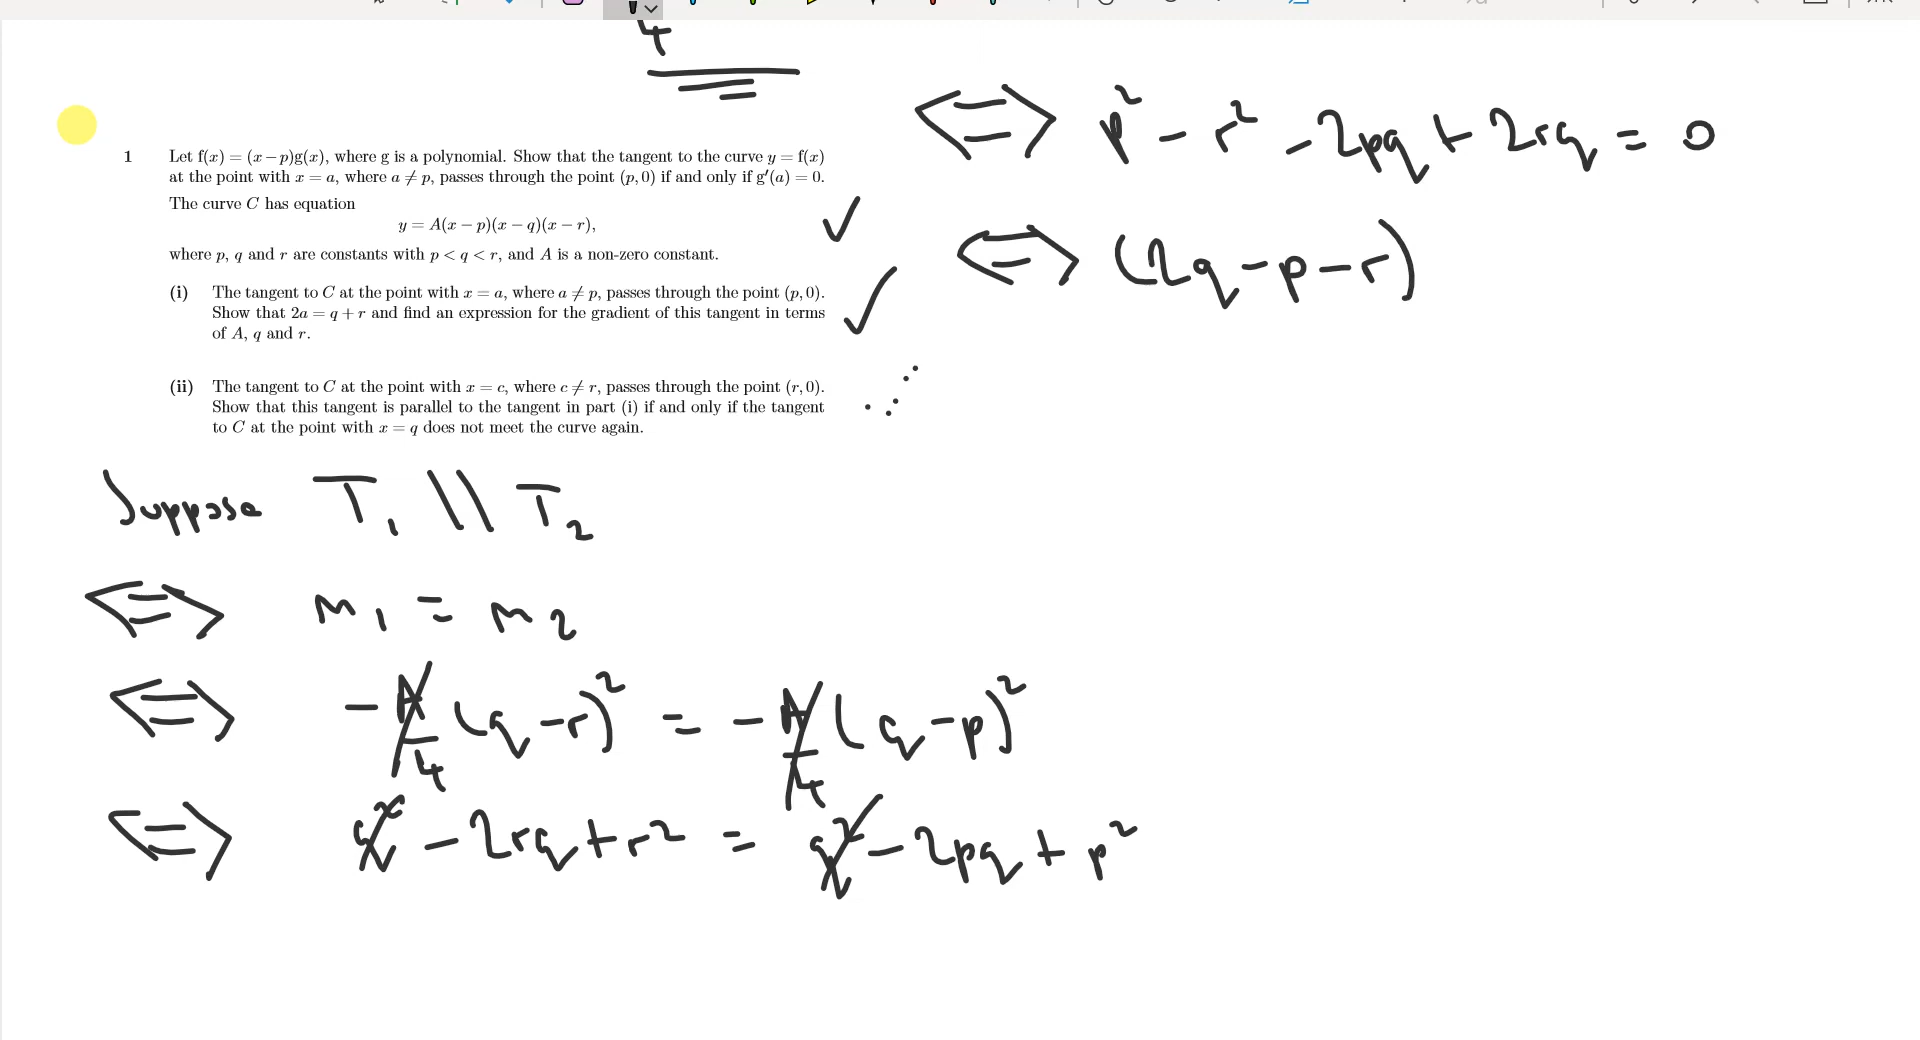 4
1 Let f(x) = (x − p)g(x), where g is a polynomial. Show that the tangent to the curve y = f(x)
at the point with x = a, where a ≠ p, passes through the point (p, 0) if and only if g′(a) = 0.
The curve C has equation
y = A(x − p)(x − q)(x − r),
where p, q and r are constants with p < q < r, and A is a non-zero constant.
(i) The tangent to C at the point with x = a, where a ≠ p, passes through the point (p, 0).
Show that 2a = q + r and find an expression for the gradient of this tangent in terms
of A, q and r.
(ii) The tangent to C at the point with x = c, where c ≠ r, passes through the point (r, 0).
Show that this tangent is parallel to the tangent in part (i) if and only if the tangent
to C at the point with x = q does not meet the curve again.
Suppose T₁ \\ T₂
⇔ m₁ = m₂
⇔ −A/4 (q − r)² = −A/4 (q − p)²
⇔ q² − 2rq + r² = q² − 2pq + p²
⇔ p² − r² − 2pq + 2rq = 0
⇔ (2q − p − r)